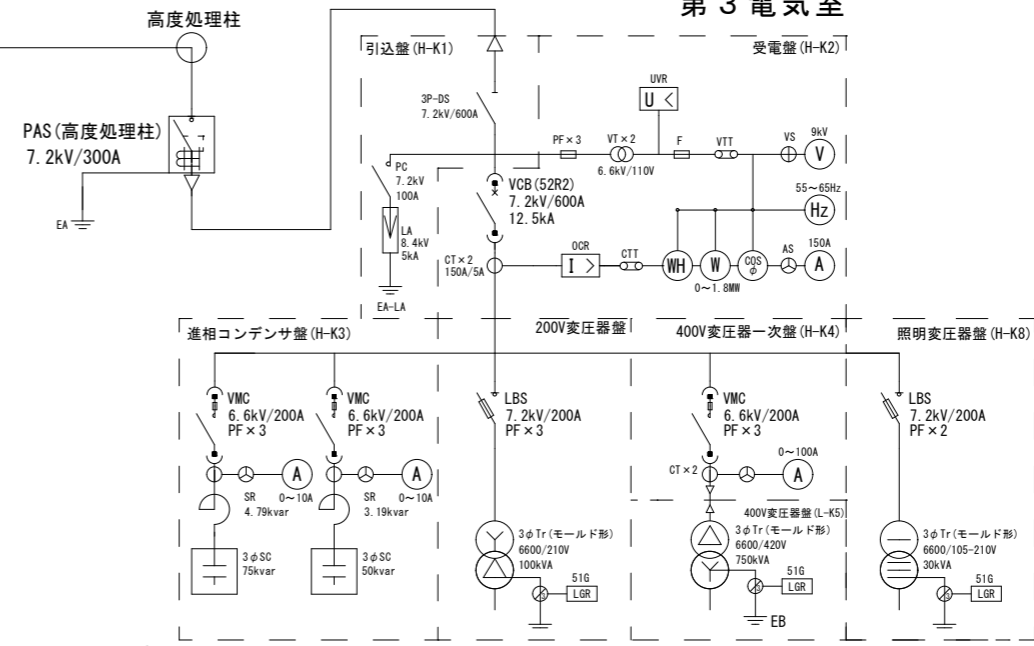 第３電気室
高度処理柱
PAS(高度処理柱)
7.2kV/300A
EA
引込盤(H-K1)
受電盤(H-K2)
3P-DS
7.2kV/600A
UVR
U <
PF×3
VT×2
6.6kV/110V
F
VTT
VS
9kV
V
PC
7.2kV
100A
LA
8.4kV
5kA
EA-LA
VCB(52R2)
7.2kV/600A
12.5kA
55～65Hz
Hz
CT×2
150A/5A
OCR
I >
CTT
WH
W
COS
φ
AS
150A
A
0～1.8MW
進相コンデンサ盤(H-K3)
200V変圧器盤
400V変圧器一次盤(H-K4)
照明変圧器盤(H-K8)
VMC
6.6kV/200A
PF×3
VMC
6.6kV/200A
PF×3
LBS
7.2kV/200A
PF×3
VMC
6.6kV/200A
PF×3
LBS
7.2kV/200A
PF×2
A
0～10A
SR
4.79kvar
A
0～10A
SR
3.19kvar
CT×2
0～100A
A
3φSC
75kvar
3φSC
50kvar
3φTr(モールド形)
6600/210V
100kVA
51G
LGR
400V変圧器盤(L-K5)
3φTr(モールド形)
6600/420V
750kVA
51G
LGR
EB
3φTr(モールド形)
6600/105-210V
30kVA
51G
LGR